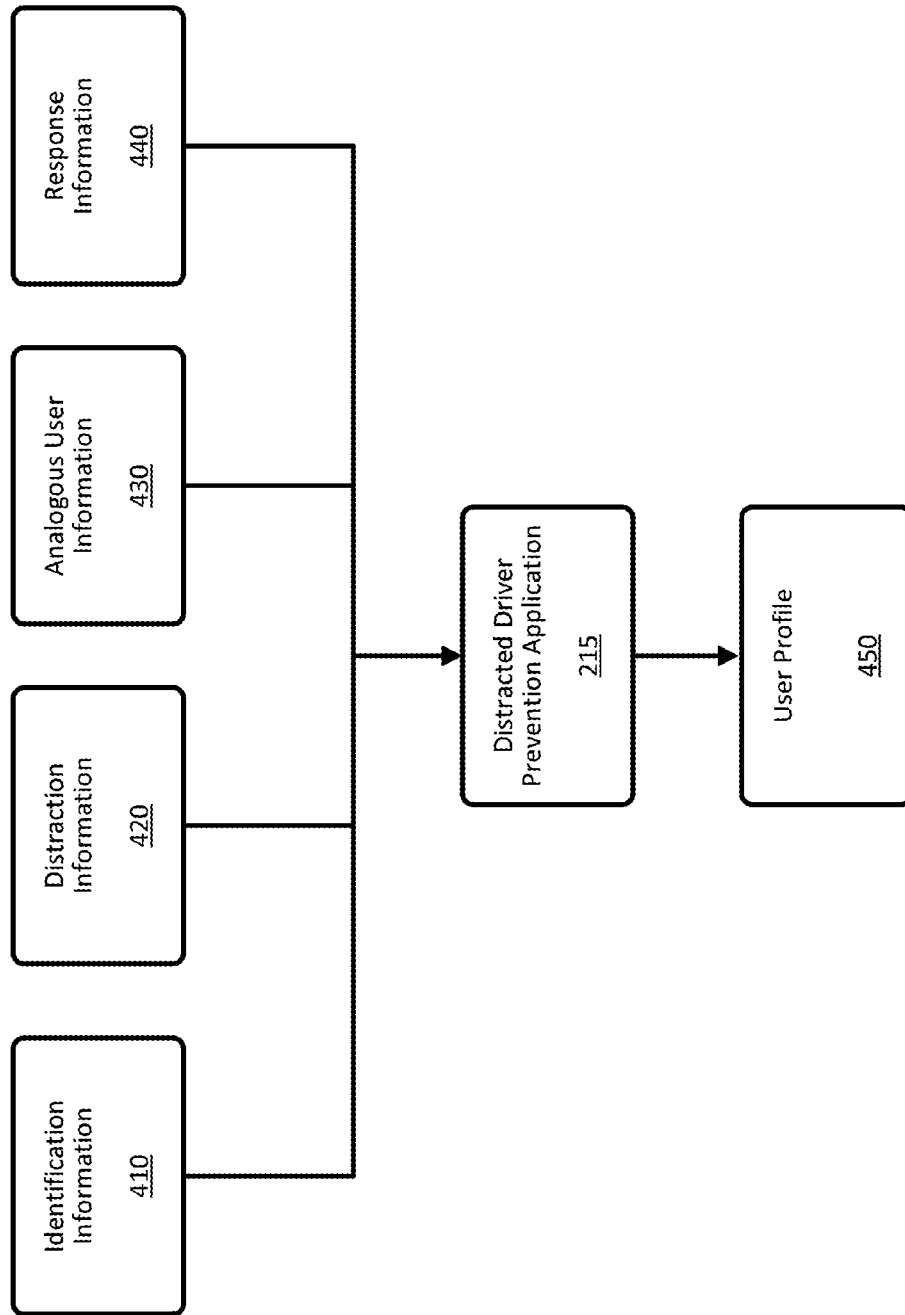 Identification
Information
410
Distraction
Information
420
Analogous User
Information
430
Response
Information
440
Distracted Driver
Prevention Application
215
User Profile
450